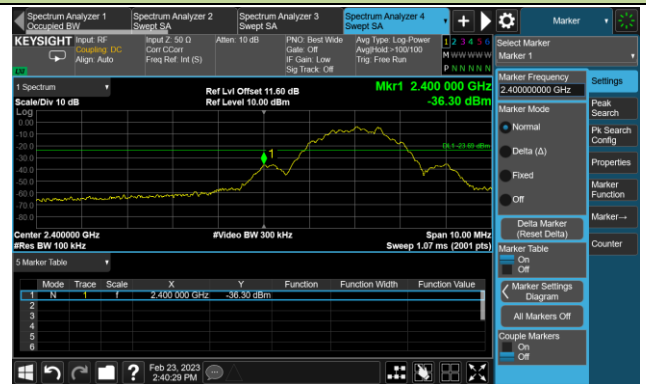 Spectrum Analyzer 1
Occupied BW
Spectrum Analyzer 2
Swept SA
Spectrum Analyzer 3
Swept SA
Spectrum Analyzer 4
Swept SA
Marker
KEYSIGHT
Input: RF
Coupling: DC
Align: Auto
Input Z: 50 Ω
Corr CCorr
Freq Ref: Int (S)
Atten: 10 dB
PNO: Best Wide
Gate: Off
IF Gain: Low
Sig Track: Off
Avg Type: Log-Power
Avg|Hold:>100/100
Trig: Free Run
1 2 3 4 5 6
M W W W W W
P N N N N N
LW
1 Spectrum
Scale/Div 10 dB
Ref Lvl Offset 11.60 dB
Ref Level 10.00 dBm
Mkr1 2.400 000 GHz
-36.30 dBm
Log
0.00
-10.0
-20.0
-30.0
-40.0
-50.0
-60.0
-70.0
-80.0
1
DL1 -23.69 dBm
Center 2.400000 GHz
#Res BW 100 kHz
#Video BW 300 kHz
Span 10.00 MHz
Sweep 1.07 ms (2001 pts)
5 Marker Table
Mode Trace Scale X Y Function Function Width Function Value
1 N 1 f 2.400 000 GHz -36.30 dBm
2
3
4
5
6
Feb 23, 2023
2:40:29 PM
Select Marker
Marker 1
Marker Frequency
2.400000000 GHz
Marker Mode
Normal
Delta (Δ)
Fixed
Off
Delta Marker
(Reset Delta)
Marker Table
On
Off
Marker Settings
Diagram
All Markers Off
Couple Markers
On
Off
Settings
Peak
Search
Pk Search
Config
Properties
Marker
Function
Marker→
Counter